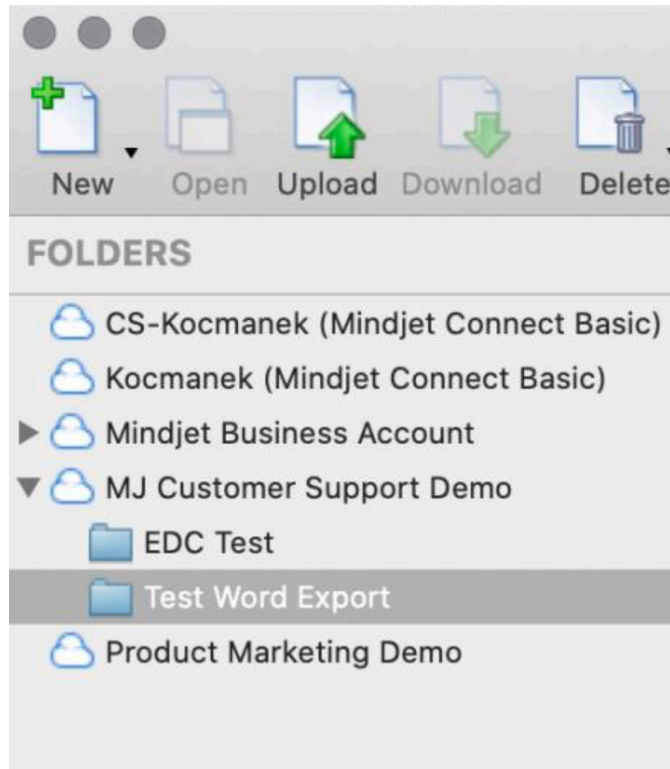 New Open Upload Download Delete
FOLDERS
CS-Kocmanek (Mindjet Connect Basic)
Kocmanek (Mindjet Connect Basic)
Mindjet Business Account
MJ Customer Support Demo
EDC Test
Test Word Export
Product Marketing Demo